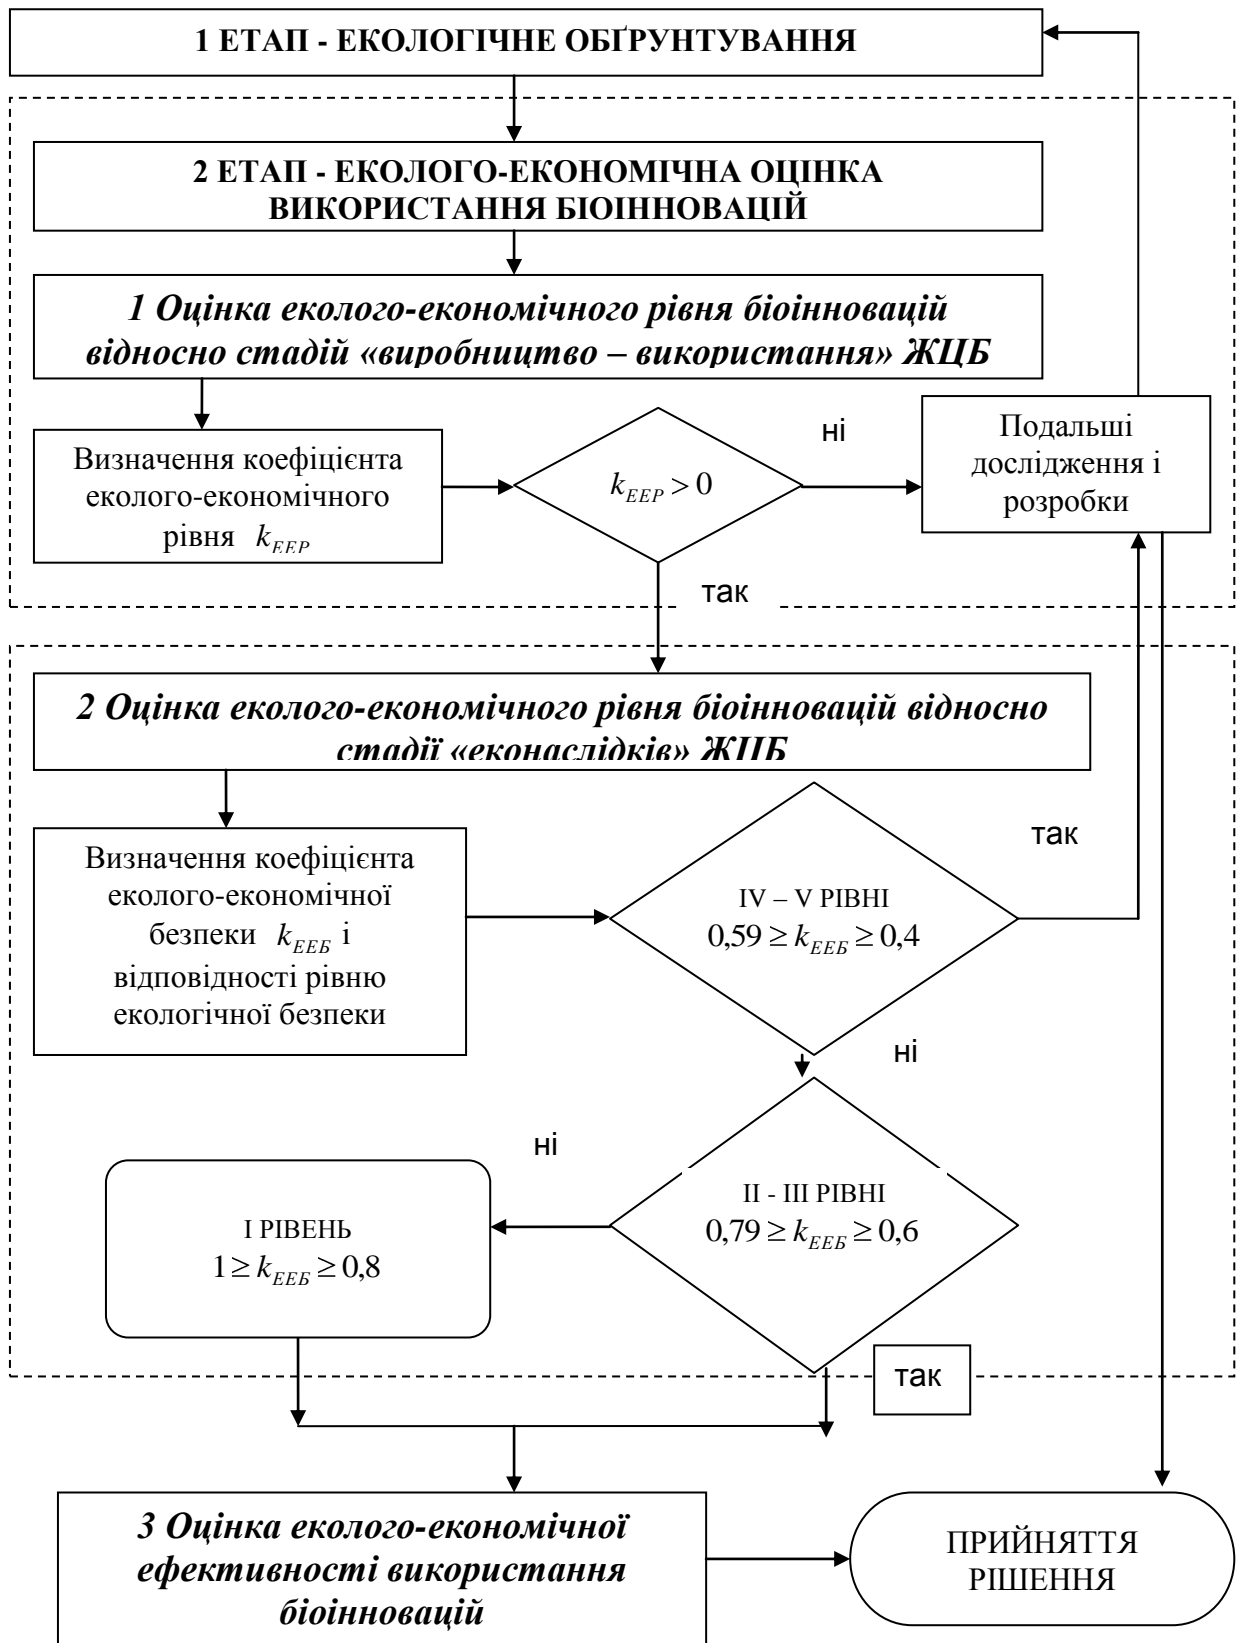 1 ЕТАП - ЕКОЛОГІЧНЕ ОБҐРУНТУВАННЯ
2 ЕТАП - ЕКОЛОГО-ЕКОНОМІЧНА ОЦІНКА
ВИКОРИСТАННЯ БІОІННОВАЦІЙ
1 Оцінка еколого-економічного рівня біоінновацій
відносно стадій «виробництво – використання» ЖЦБ
Визначення коефіцієнта
еколого-економічного
рівня k_EEP
k_EEP > 0
ні
Подальші
дослідження і
розробки
так
2 Оцінка еколого-економічного рівня біоінновацій відносно
стадії «еконаслідків» ЖЦБ
Визначення коефіцієнта
еколого-економічної
безпеки k_ЕЕБ і
відповідності рівню
екологічної безпеки
IV – V РІВНІ
0,59 ≥ k_ЕЕБ ≥ 0,4
так
ні
II - III РІВНІ
0,79 ≥ k_ЕЕБ ≥ 0,6
ні
I РІВЕНЬ
1 ≥ k_ЕЕБ ≥ 0,8
так
3 Оцінка еколого-економічної
ефективності використання
біоінновацій
ПРИЙНЯТТЯ
РІШЕННЯ